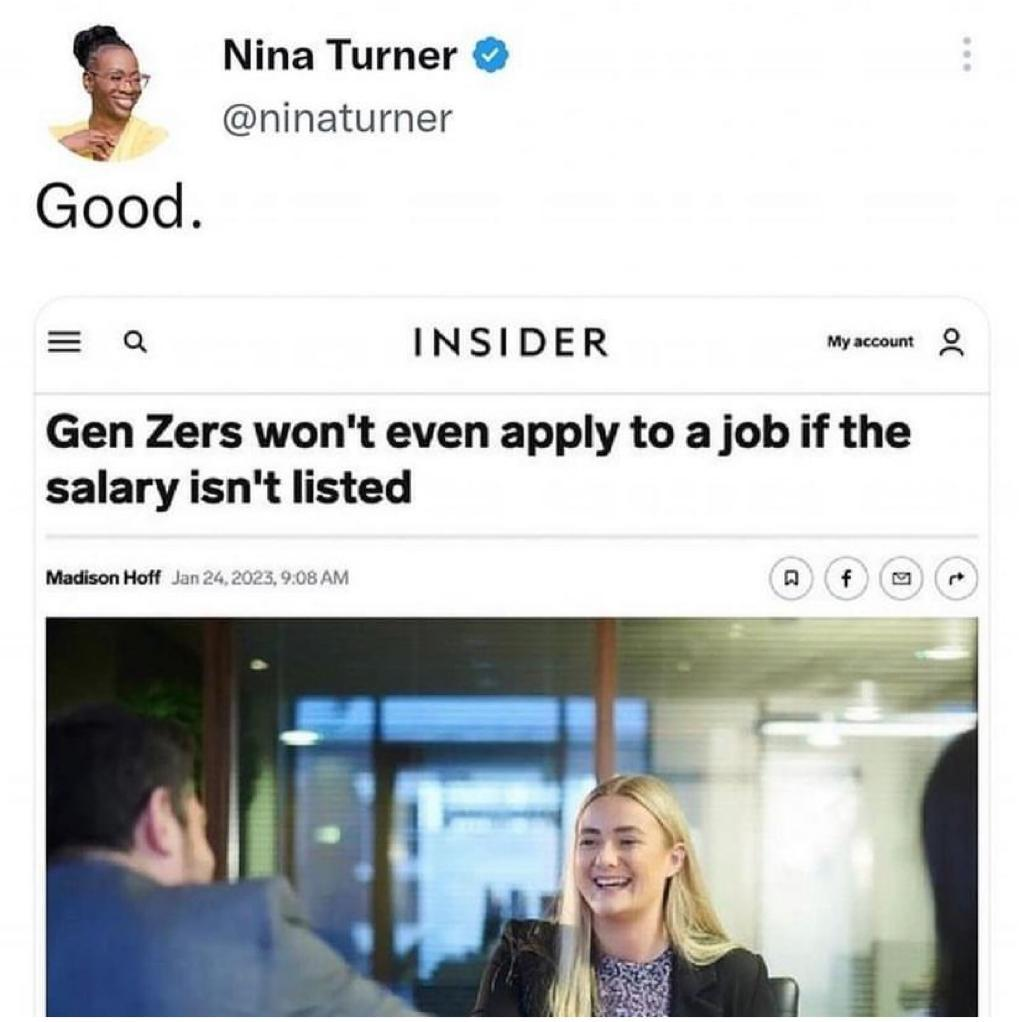 Nina Turner
@ninaturner
Good.
INSIDER
My account
Gen Zers won't even apply to a job if the
salary isn't listed
Madison Hoff Jan 24, 2023, 9:08 AM